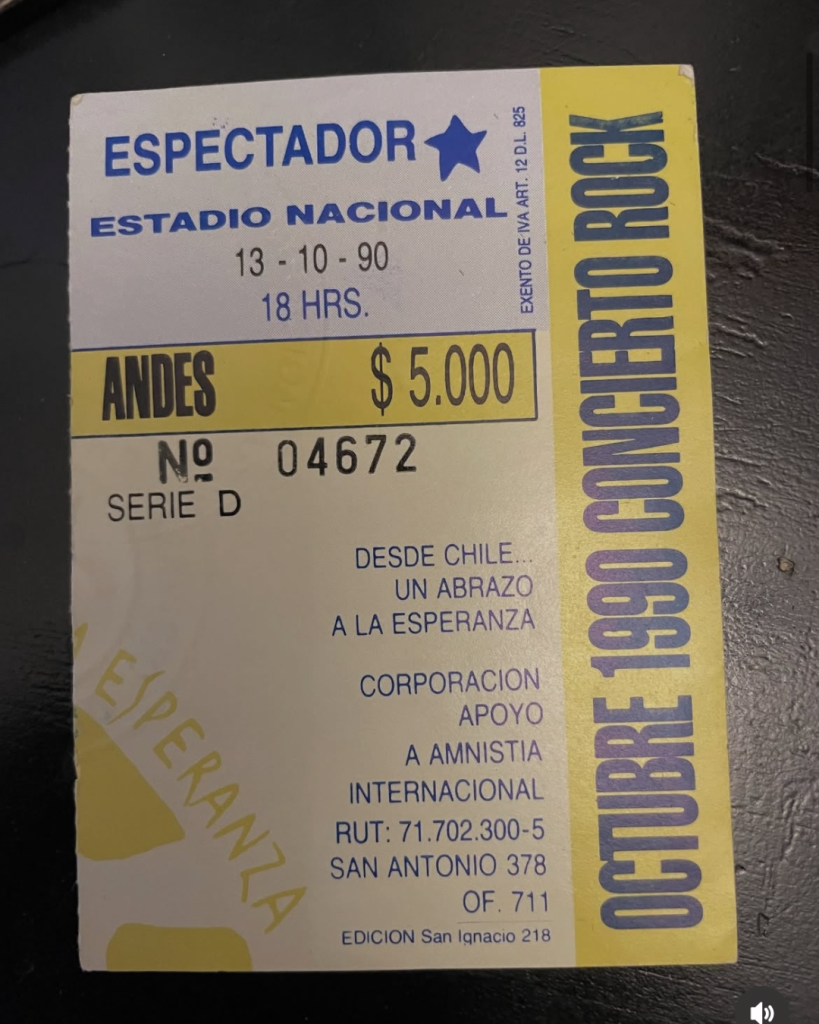 ESPECTADOR
ESTADIO NACIONAL
13 - 10 - 90
18 HRS.
EXENTO DE IVA ART. 12 D.L. 825
ANDES $ 5.000
Nº 04672
SERIE D
DESDE CHILE...
UN ABRAZO
A LA ESPERANZA
CORPORACION
APOYO
A AMNISTIA
INTERNACIONAL
RUT: 71.702.300-5
SAN ANTONIO 378
OF. 711
EDICION San Ignacio 218
A ESPERANZA
OCTUBRE 1990 CONCIERTO ROCK